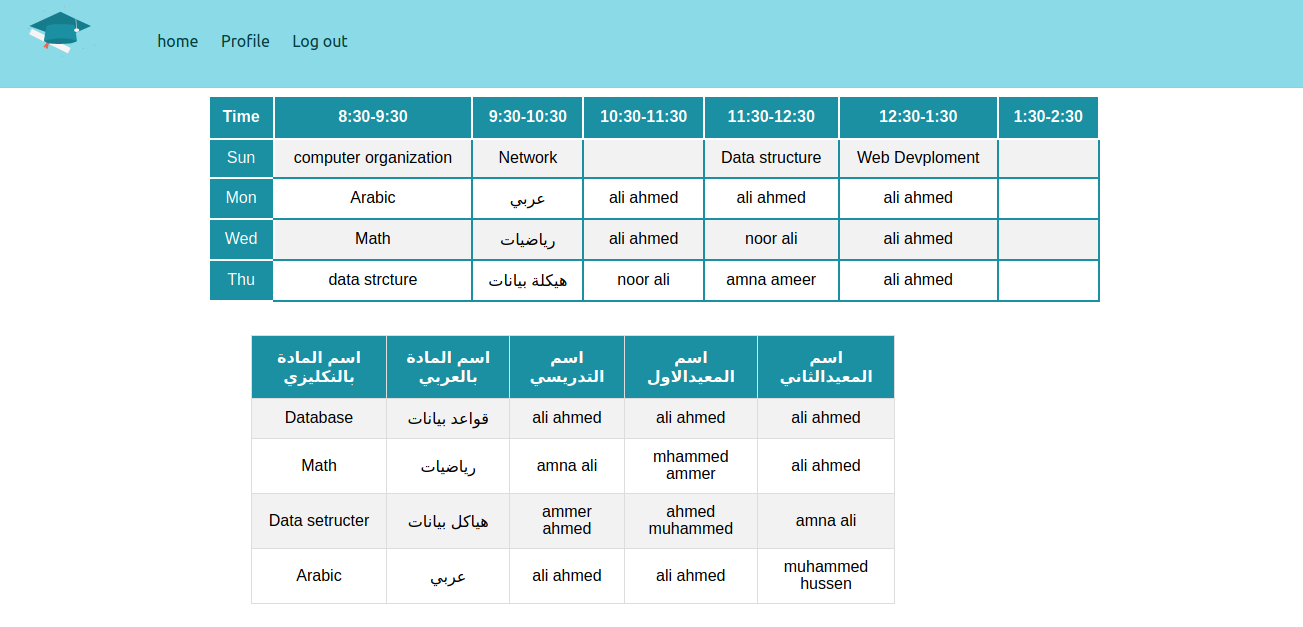 home Profile Log out
Time 8:30-9:30 9:30-10:30 10:30-11:30 11:30-12:30 12:30-1:30 1:30-2:30
Sun computer organization Network Data structure Web Devploment
Mon Arabic عربي ali ahmed ali ahmed ali ahmed
Wed Math رياضيات ali ahmed noor ali ali ahmed
Thu data strcture هيكلة بيانات noor ali amna ameer ali ahmed
اسم المادة اسم المادة اسم اسم اسم
بالنكليزي بالعربي التدريسي المعيدالاول المعيدالثاني
Database قواعد بيانات ali ahmed ali ahmed ali ahmed
Math رياضيات amna ali mhammed ammer ali ahmed
Data setructer هياكل بيانات ammer ahmed ahmed muhammed amna ali
Arabic عربي ali ahmed ali ahmed muhammed hussen